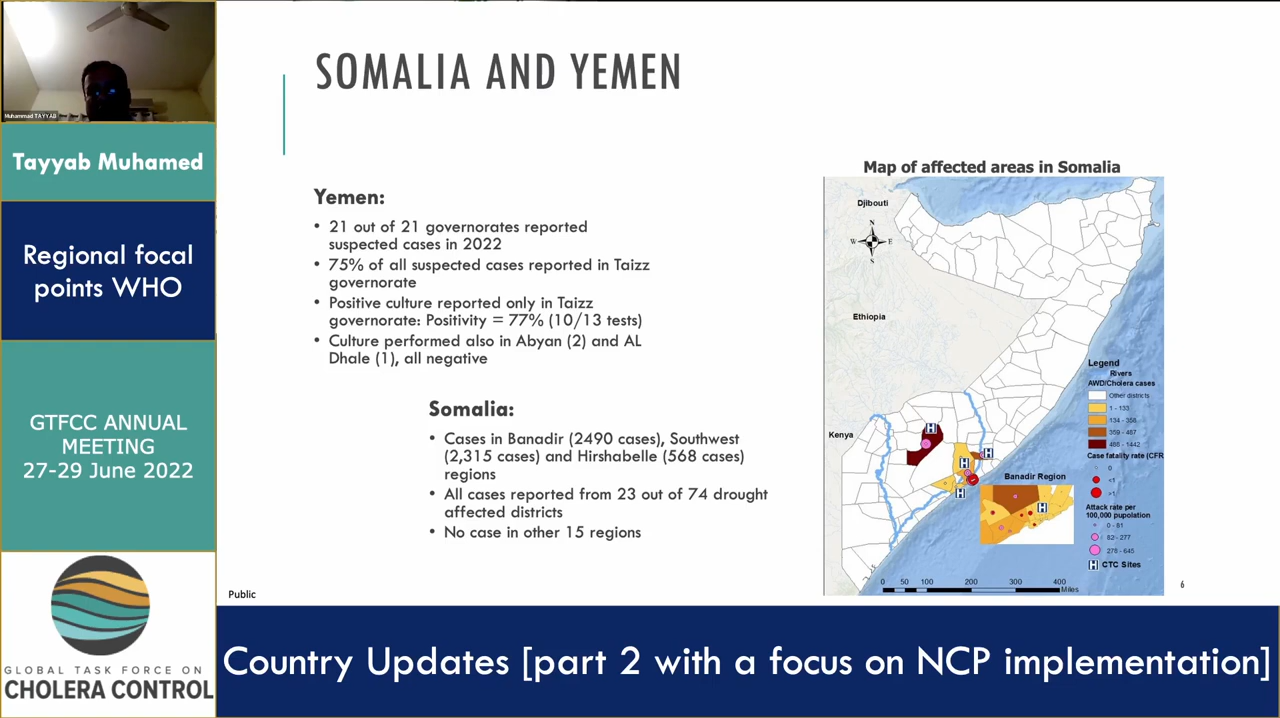 Muhammad TAYYAB
Tayyab Muhamed
Regional focal
points WHO
GTFCC ANNUAL
MEETING
27-29 June 2022
GLOBAL TASK FORCE ON
CHOLERA CONTROL
SOMALIA AND YEMEN
Yemen:
• 21 out of 21 governorates reported
suspected cases in 2022
• 75% of all suspected cases reported in Taizz
governorate
• Positive culture reported only in Taizz
governorate: Positivity = 77% (10/13 tests)
• Culture performed also in Abyan (2) and AL
Dhale (1), all negative
Somalia:
• Cases in Banadir (2490 cases), Southwest
(2,315 cases) and Hirshabelle (568 cases)
regions
• All cases reported from 23 out of 74 drought
affected districts
• No case in other 15 regions
Map of affected areas in Somalia
Djibouti
N
W E
S
Ethiopia
Kenya
H
H
H
H
Banadir Region
H
Legend
Rivers
AWD/Cholera cases
Other districts
1 - 133
134 - 358
359 - 487
488 - 1442
Case fatality rate (CFR
0
<1
>1
Attack rate per
100,000 pupolation
0 - 81
82 - 277
278 - 645
H CTC Sites
0 50 100 200 300 400
Miles
6
Public
Country Updates [part 2 with a focus on NCP implementation]